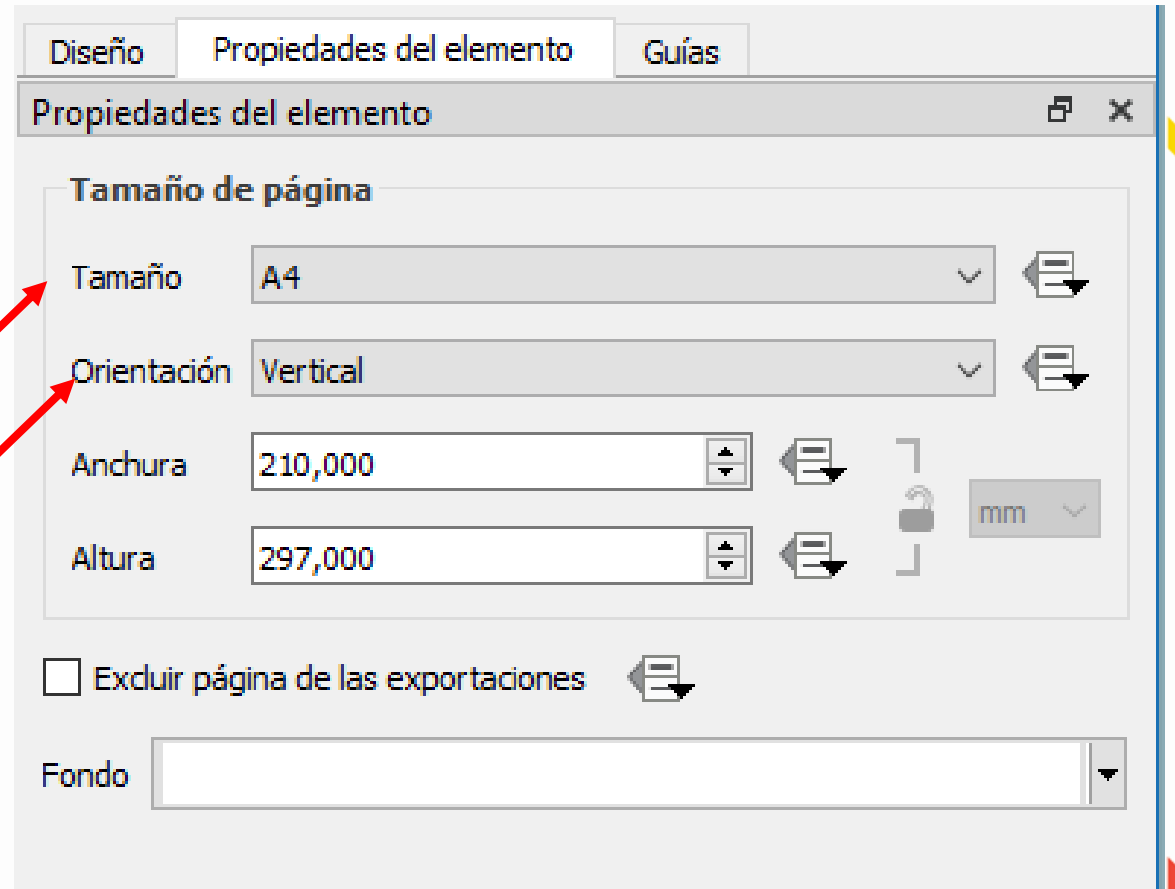 Diseño Propiedades del elemento Guías
Propiedades del elemento
Tamaño de página
Tamaño A4
Orientación Vertical
Anchura 210,000
mm
Altura 297,000
Excluir página de las exportaciones
Fondo